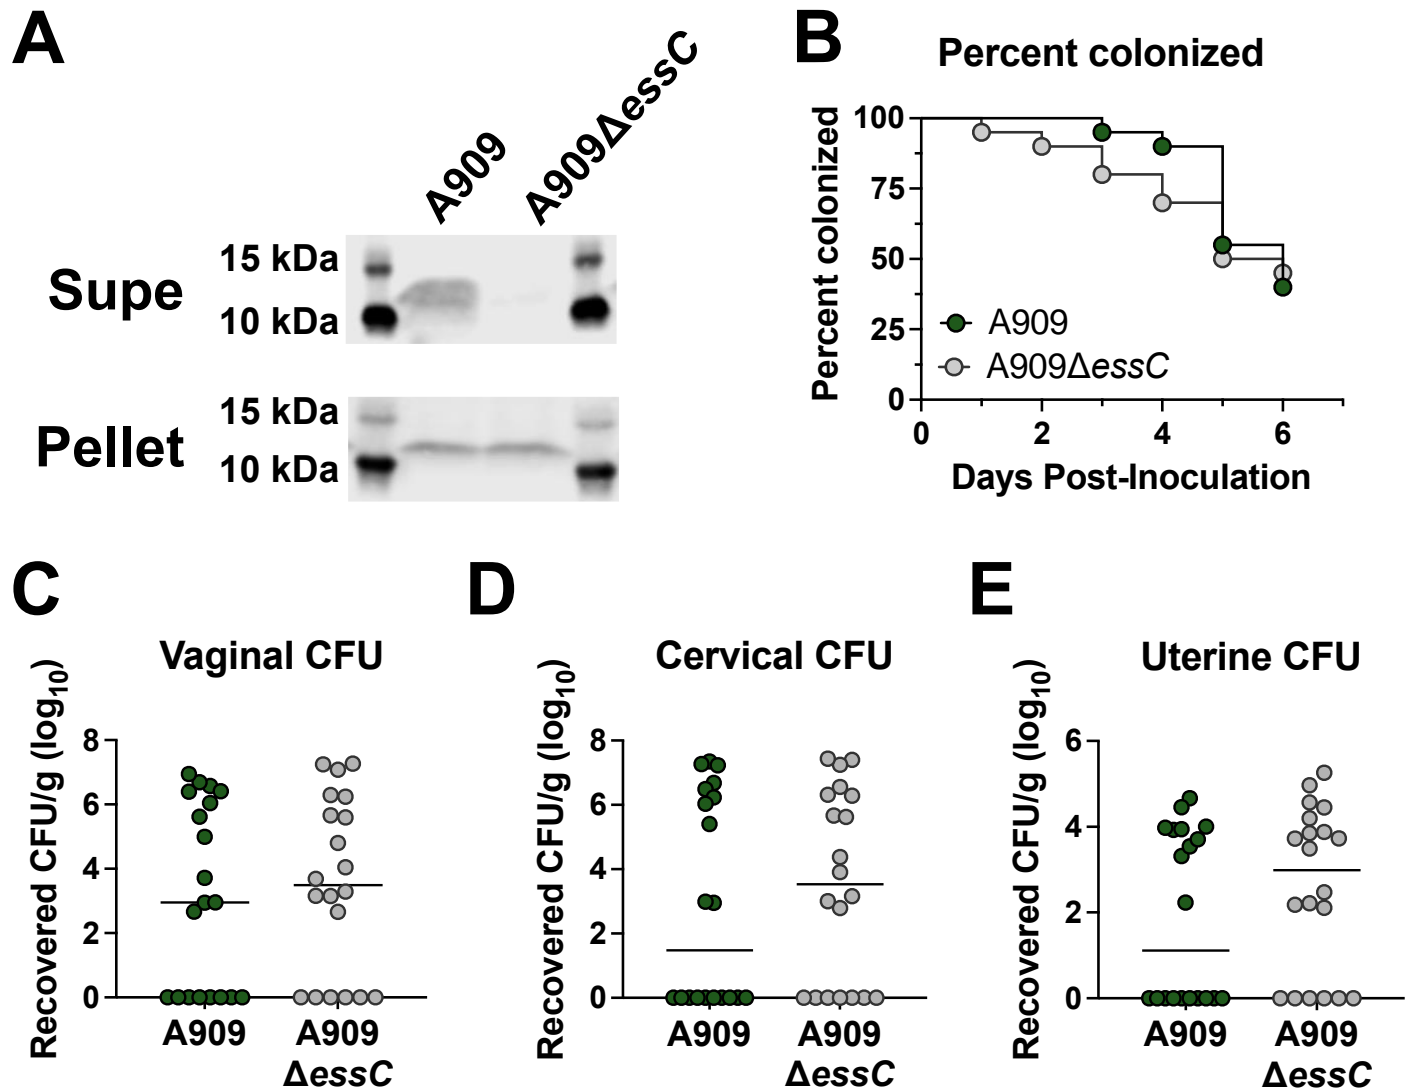 A
A909
A909ΔessC
Supe
15 kDa
10 kDa
Pellet
15 kDa
10 kDa
B
Percent colonized
Percent colonized
100
75
50
25
0
A909
A909ΔessC
0 2 4 6
Days Post-Inoculation
C
Vaginal CFU
Recovered CFU/g (log10)
8
6
4
2
0
A909
A909
ΔessC
D
Cervical CFU
Recovered CFU/g (log10)
8
6
4
2
0
A909
A909
ΔessC
E
Uterine CFU
Recovered CFU/g (log10)
6
4
2
0
A909
A909
ΔessC